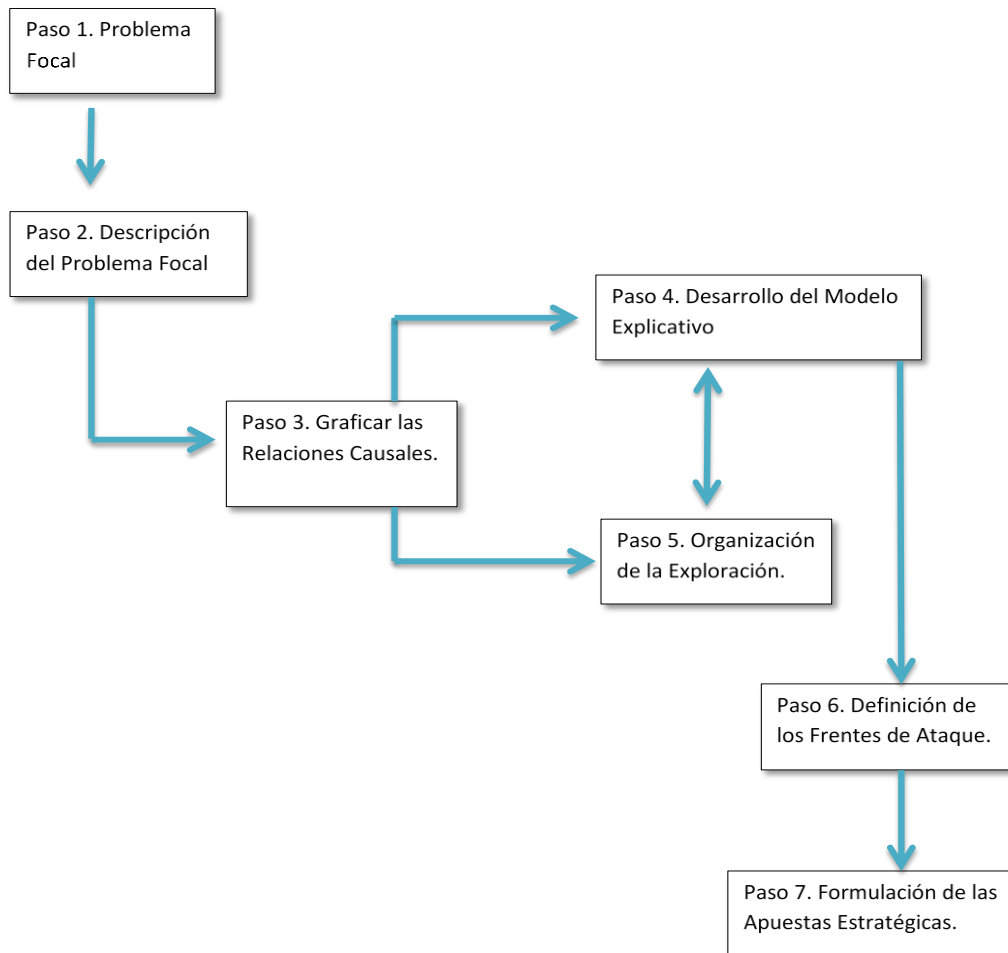 Paso 1. Problema
Focal
Paso 2. Descripción
del Problema Focal
Paso 3. Graficar las
Relaciones Causales.
Paso 4. Desarrollo del Modelo
Explicativo
Paso 5. Organización
de la Exploración.
Paso 6. Definición de
los Frentes de Ataque.
Paso 7. Formulación de las
Apuestas Estratégicas.